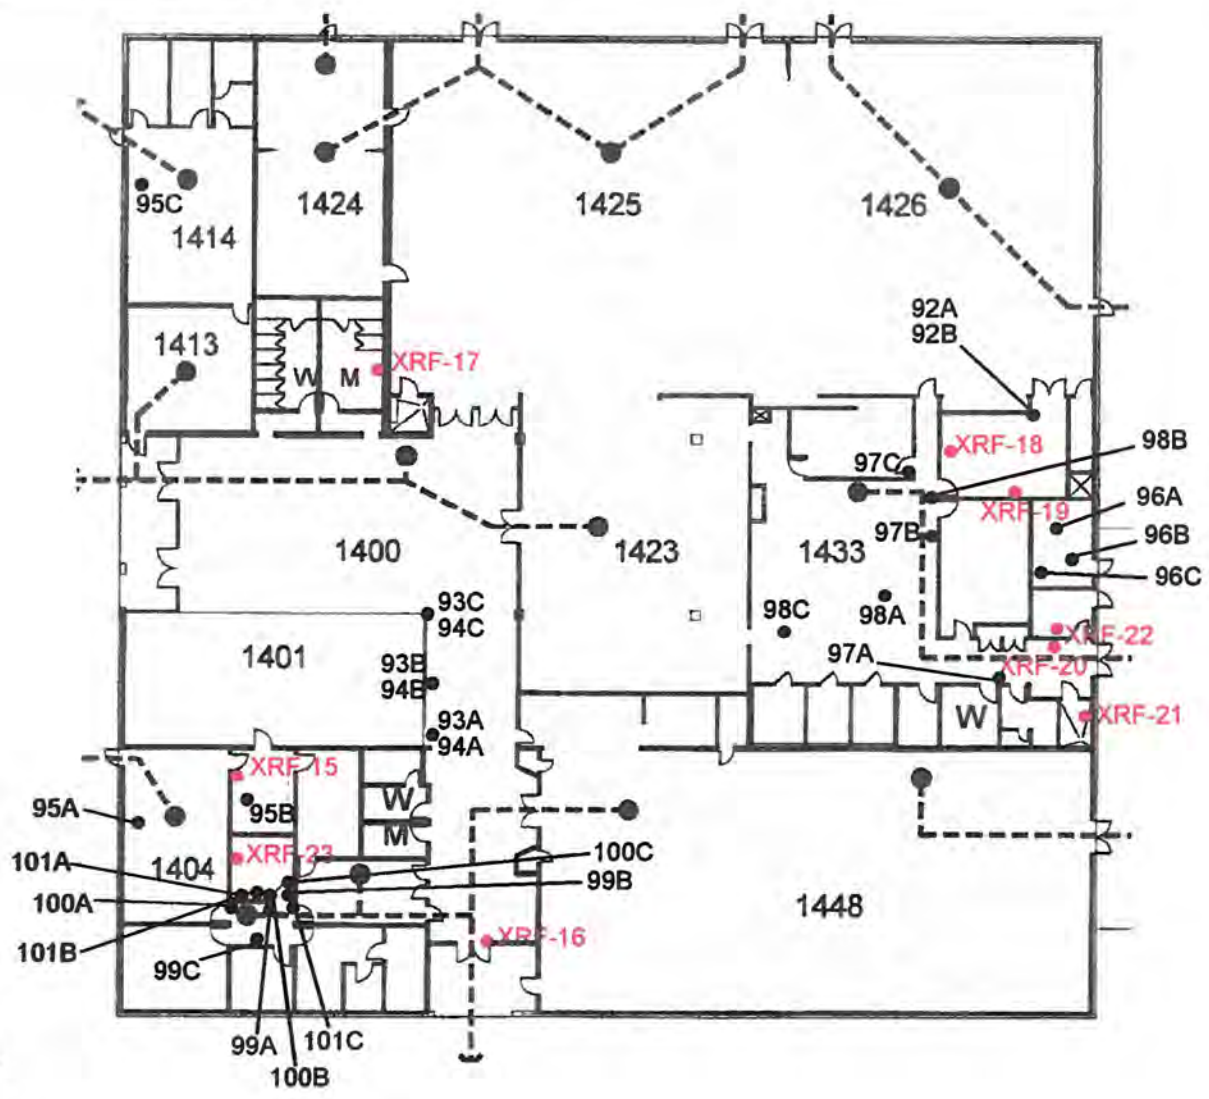 95C
1414
1424
1425
1426
1413
W
M
XRF-17
92A
92B
XRF-18
98B
97C
96A
XRF-19
1400
1423
1433
97B
96B
96C
93C
94C
98C
98A
XRF-22
1401
93B
94B
97A
XRF-20
93A
94A
W
XRF-21
XRF-15
95A
95B
W
M
101A
1404
XRF-23
100C
99B
100A
1448
101B
99C
XRF-16
99A
101C
100B